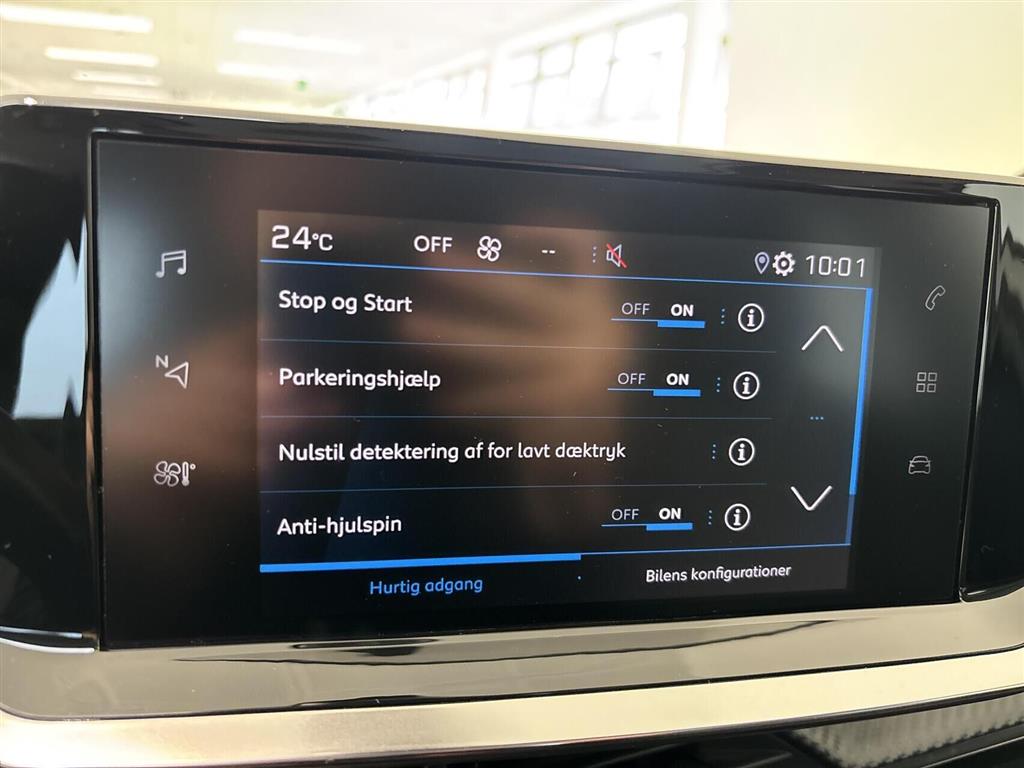 24°C OFF -- 10:01
Stop og Start OFF ON i
Parkeringshjælp OFF ON i
Nulstil detektering af for lavt dæktryk i
Anti-hjulspin OFF ON i
Hurtig adgang Bilens konfigurationer
N